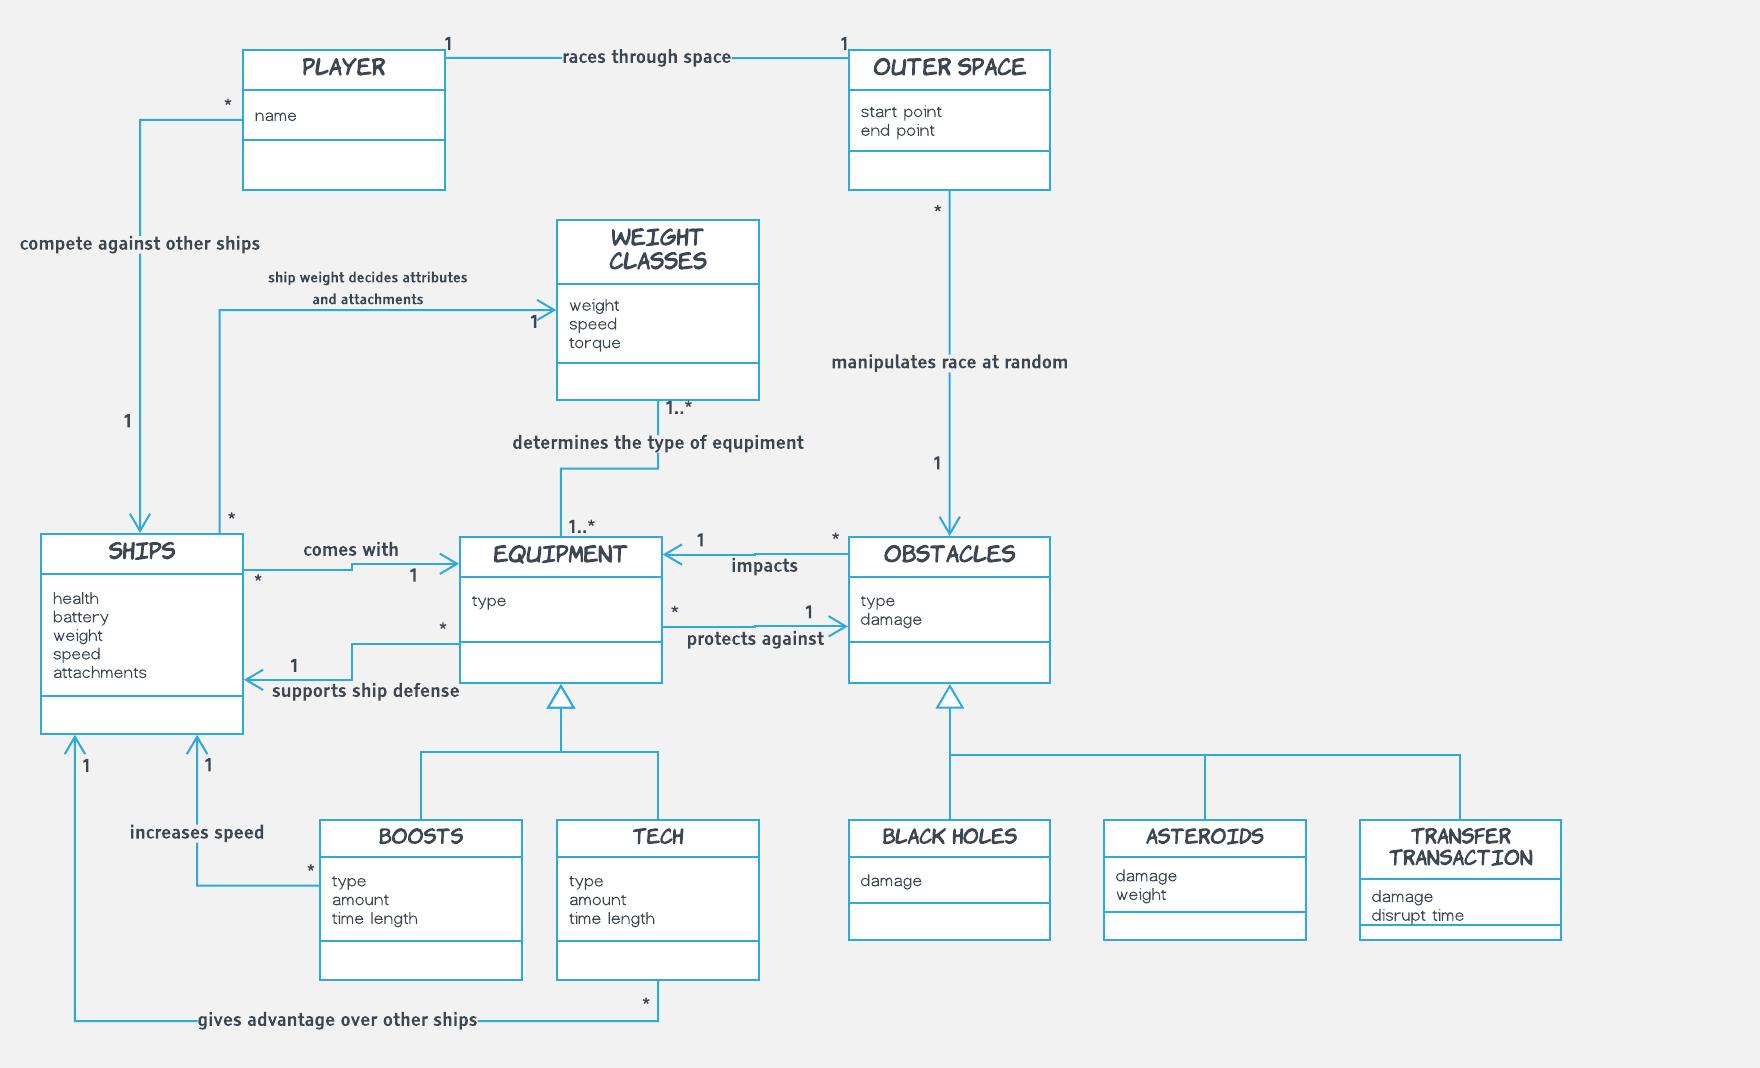 PLAYER
name
1
races through space
1
OUTER SPACE
start point
end point
*
compete against other ships
1
ship weight decides attributes
and attachments
1
*
WEIGHT
CLASSES
weight
speed
torque
1..*
determines the type of equpiment
1..*
*
manipulates race at random
1
SHIPS
health
battery
weight
speed
attachments
comes with
*
1
*
1
supports ship defense
EQUIPMENT
type
1
*
impacts
*
1
protects against
OBSTACLES
type
damage
1
1
increases speed
*
BOOSTS
type
amount
time length
TECH
type
amount
time length
*
gives advantage over other ships
BLACK HOLES
damage
ASTEROIDS
damage
weight
TRANSFER
TRANSACTION
damage
disrupt time